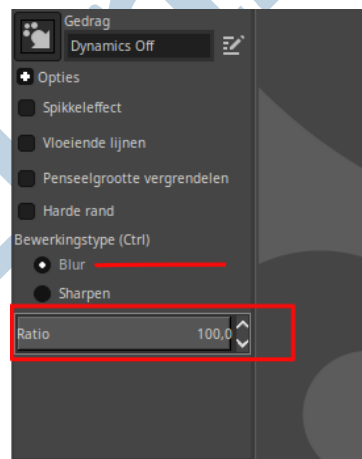 Gedrag
Dynamics Off
Opties
Spikkeleffect
Vloeiende lijnen
Penseelgrootte vergrendelen
Harde rand
Bewerkingstype (Ctrl)
Blur
Sharpen
Ratio 100,0